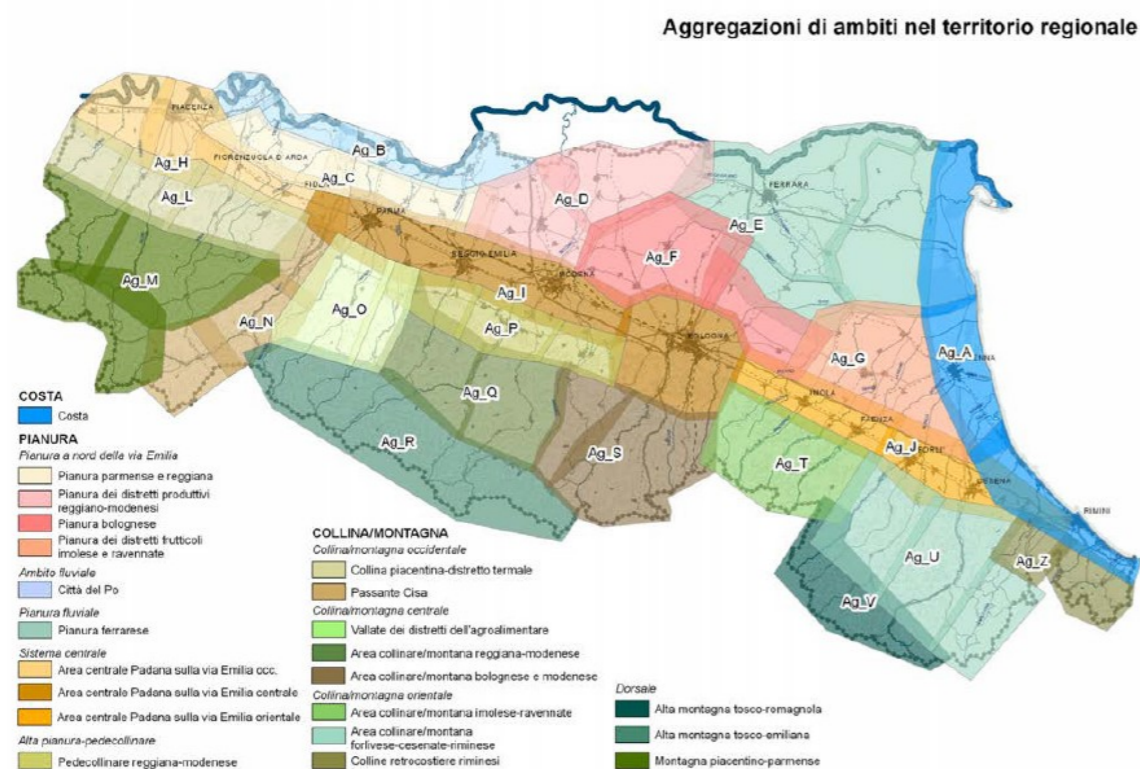 Aggregazioni di ambiti nel territorio regionale
PIACENZA
Ag_B
Ag_H
FIORENZUOLA D'ARDA
Ag_C
Ag_L
PARMA
Ag_D
FERRARA
Ag_E
REGGIO EMILIA
Ag_F
Ag_M
Ag_I
Ag_N
Ag_O
Ag_P
BOLOGNA
Ag_G
Ag_A
Ag_Q
IMOLA
FAENZA
Ag_R
Ag_S
Ag_T
Ag_J
FORLI'
CESENA
RIMINI
Ag_U
Ag_Z
Ag_V
COSTA
Costa
PIANURA
Pianura a nord della via Emilia
Pianura parmense e reggiana
Pianura dei distretti produttivi
reggiano-modenesi
Pianura bolognese
Pianura dei distretti frutticoli
imolese e ravennate
Ambito fluviale
Città del Po
Pianura fluviale
Pianura ferrarese
Sistema centrale
Area centrale Padana sulla via Emilia occ.
Area centrale Padana sulla via Emilia centrale
Area centrale Padana sulla via Emilia orientale
Alta pianura-pedecollinare
Pedecollinare reggiana-modenese
COLLINA/MONTAGNA
Collina/montagna occidentale
Collina piacentina-distretto termale
Passante Cisa
Collina/montagna centrale
Vallate dei distretti dell'agroalimentare
Area collinare/montana reggiana-modenese
Area collinare/montana bolognese e modenese
Collina/montagna orientale
Area collinare/montana imolese-ravennate
Area collinare/montana
forlivese-cesenate-riminese
Colline retrocostiere riminesi
Dorsale
Alta montagna tosco-romagnola
Alta montagna tosco-emiliana
Montagna piacentino-parmense